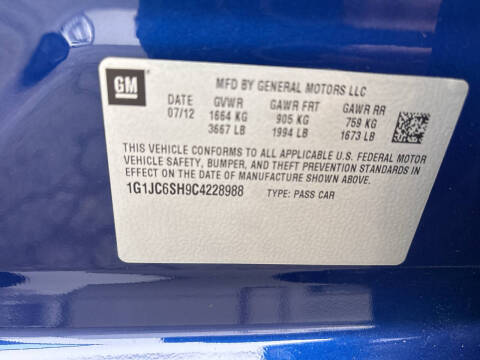 GM
MFD BY GENERAL MOTORS LLC
DATE GVWR GAWR FRT GAWR RR
07/12 1664 KG 905 KG 759 KG
3667 LB 1994 LB 1673 LB
THIS VEHICLE CONFORMS TO ALL APPLICABLE U.S. FEDERAL MOTOR
VEHICLE SAFETY, BUMPER, AND THEFT PREVENTION STANDARDS
IN EFFECT ON THE DATE OF MANUFACTURE SHOWN ABOVE.
1G1JC6SH9C4228988 TYPE: PASS CAR